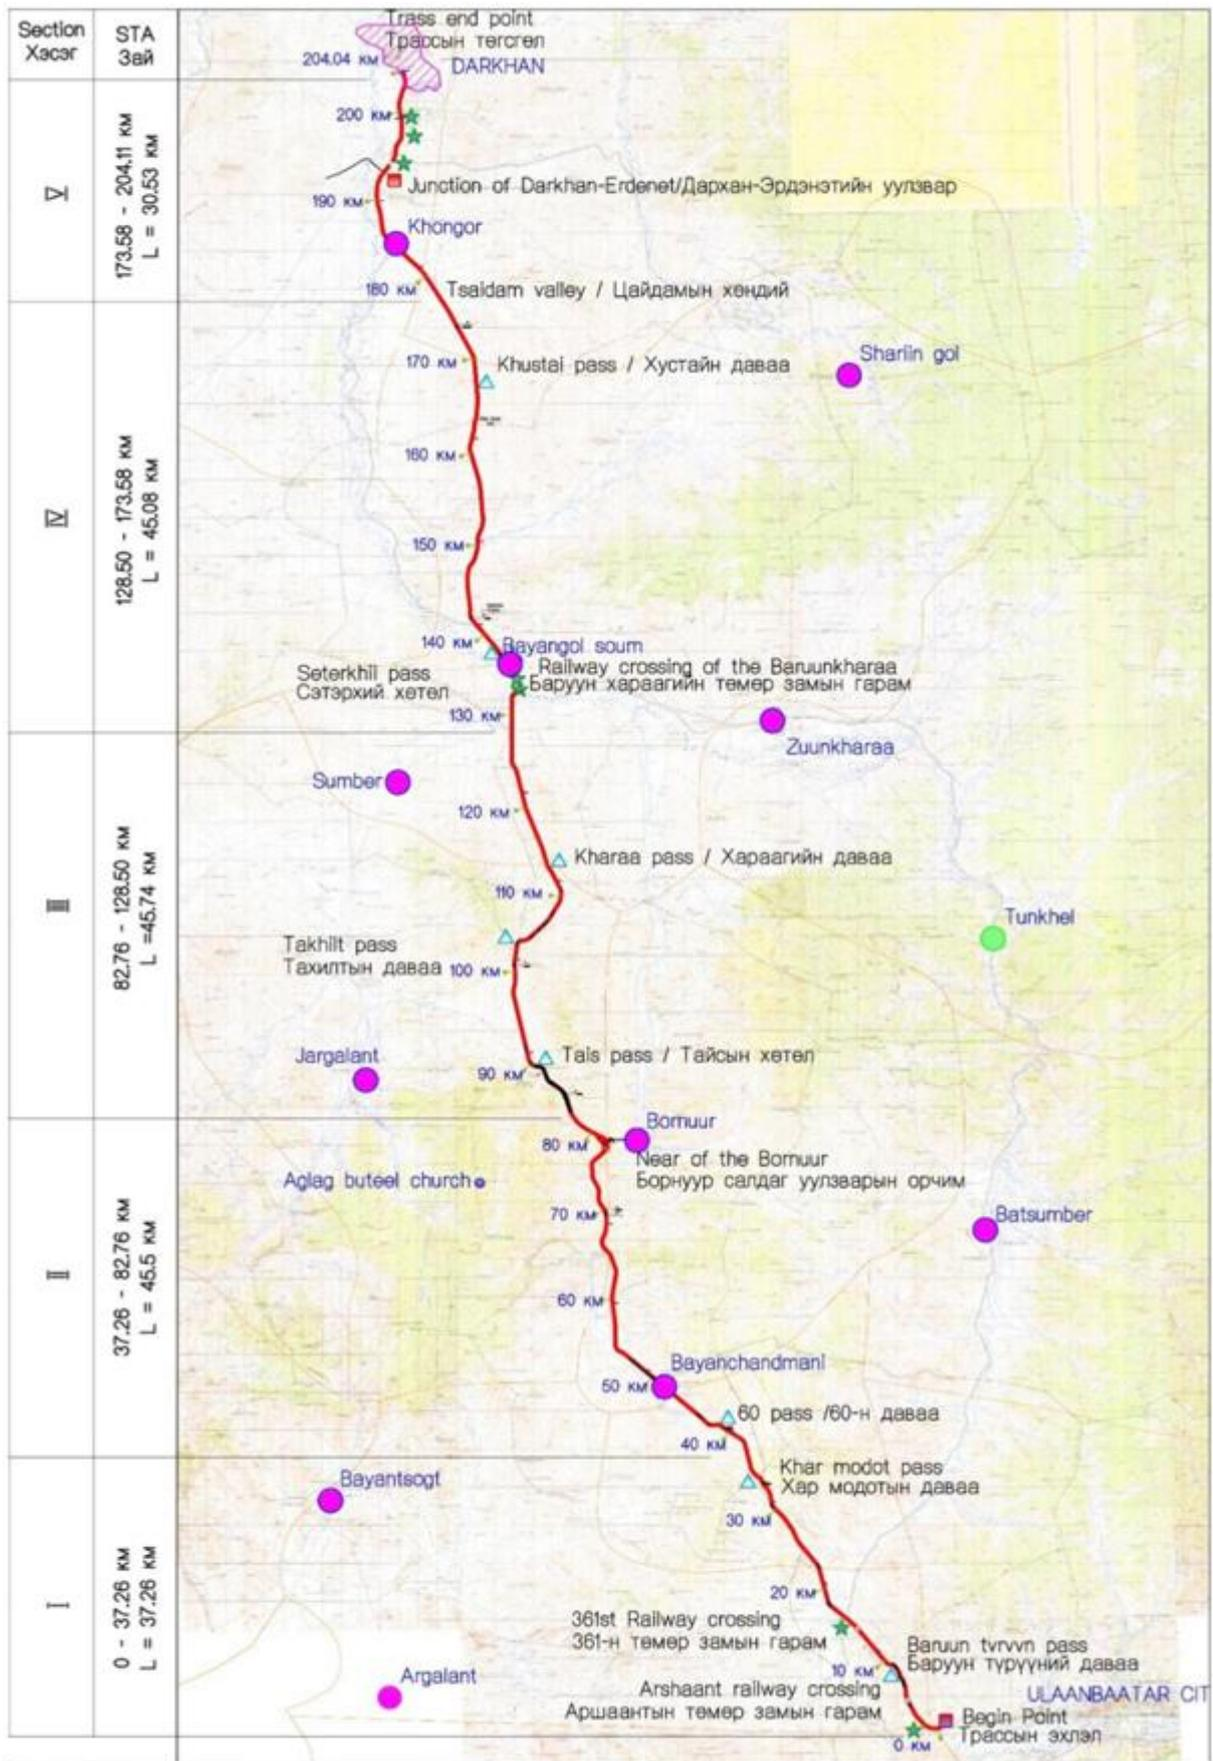 Section
Хэсэг
STA
Зай
Trass end point
Трассын төгсгөл
204.04 км
DARKHAN
200 км
V
173.58 - 204.11 км
L = 30.53 км
Junction of Darkhan-Erdenet/Дархан-Эрдэнэтийн уулзвар
190 км
Khongor
180 км
Tsaidam valley / Цайдамын хөндий
IV
128.50 - 173.58 км
L = 45.08 км
170 км
Khustai pass / Хустайн даваа
Shariin gol
160 км
150 км
140 км
Bayangol soum
Seterkhil pass
Сэтэрхий хөтөл
Railway crossing of the Baruunkharaa
Баруун хараагийн төмөр замын гарам
130 км
Zuunkharaa
III
82.76 - 128.50 км
L =45.74 км
Sumber
120 км
Kharaa pass / Хараагийн даваа
110 км
Takhilt pass
Тахилтын даваа
100 км
Tunkhel
Jargalant
Tais pass / Тайсын хөтөл
90 км
II
37.26 - 82.76 км
L = 45.5 км
Bornuur
80 км
Near of the Bornuur
Борнуур салдаг уулзварын орчим
Aglag buteel church
70 км
Batsumber
60 км
Bayanchandmani
50 км
60 pass /60-н даваа
40 км
I
0 - 37.26 км
L = 37.26 км
Bayantsogt
Khar modot pass
Хар модотын даваа
30 км
20 км
361st Railway crossing
361-н төмөр замын гарам
Baruun tvrvvn pass
Баруун түрүүний даваа
10 км
Argalant
Arshaant railway crossing
Аршаантын төмөр замын гарам
ULAANBAATAR CIT
Begin Point
Трассын эхлэл
0 км